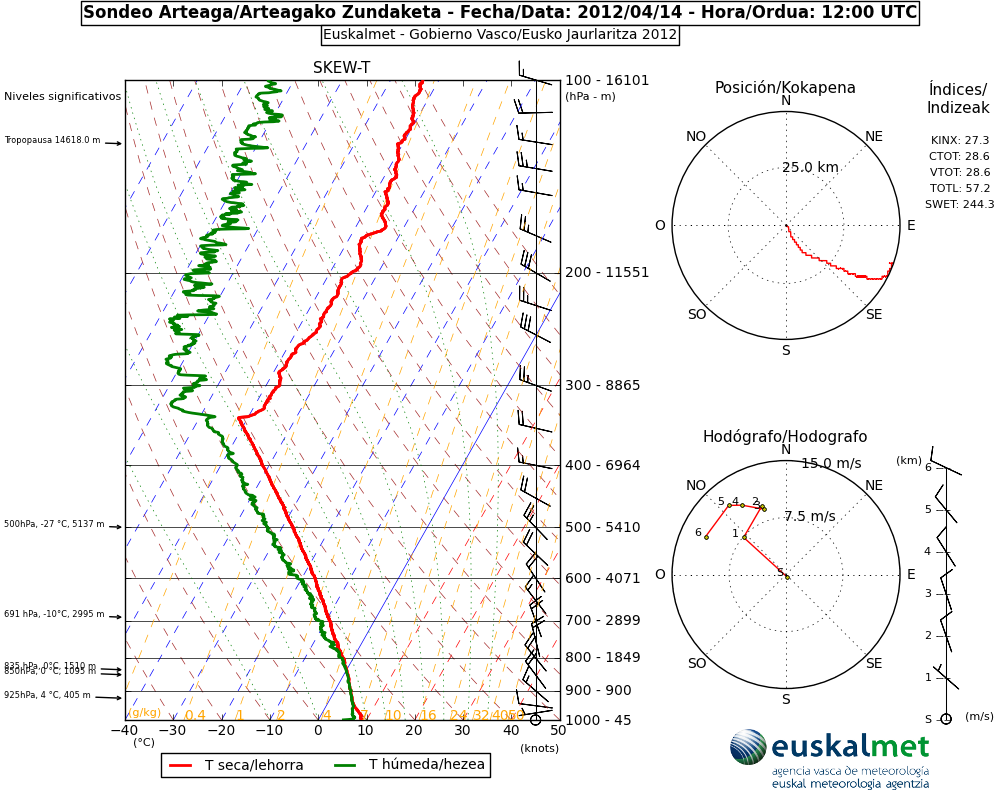 Sondeo Arteaga/Arteagako Zundaketa - Fecha/Data: 2012/04/14 - Hora/Ordua: 12:00 UTC
Euskalmet - Gobierno Vasco/Eusko Jaurlaritza 2012
SKEW-T
Niveles significativos
Tropopausa 14618.0 m
500hPa, -27 °C, 5137 m
691 hPa, -10°C, 2995 m
835 hPa, 0°C, 1510 m
850hPa, 0 °C, 1095 m
925hPa, 4 °C, 405 m
100 - 16101
(hPa - m)
200 - 11551
300 - 8865
400 - 6964
500 - 5410
600 - 4071
700 - 2899
800 - 1849
900 - 900
1000 - 45
(g/kg) 0.4 1 2 4 7 10 16 24 32 40 50
−40 −30 −20 −10 0 10 20 30 40 50
(°C)
(knots)
T seca/lehorra T húmeda/hezea
Posición/Kokapena
N
NO NE
25.0 km
O E
SO SE
S
Índices/
Indizeak
KINX: 27.3
CTOT: 28.6
VTOT: 28.6
TOTL: 57.2
SWET: 244.3
Hodógrafo/Hodografo
N
15.0 m/s
NO NE
5 4 2 3
7.5 m/s
6 1
O S E
SO SE
S
(km)
6
5
4
3
2
1
S
(m/s)
euskalmet
agencia vasca de meteorología
euskal meteorologia agentzia